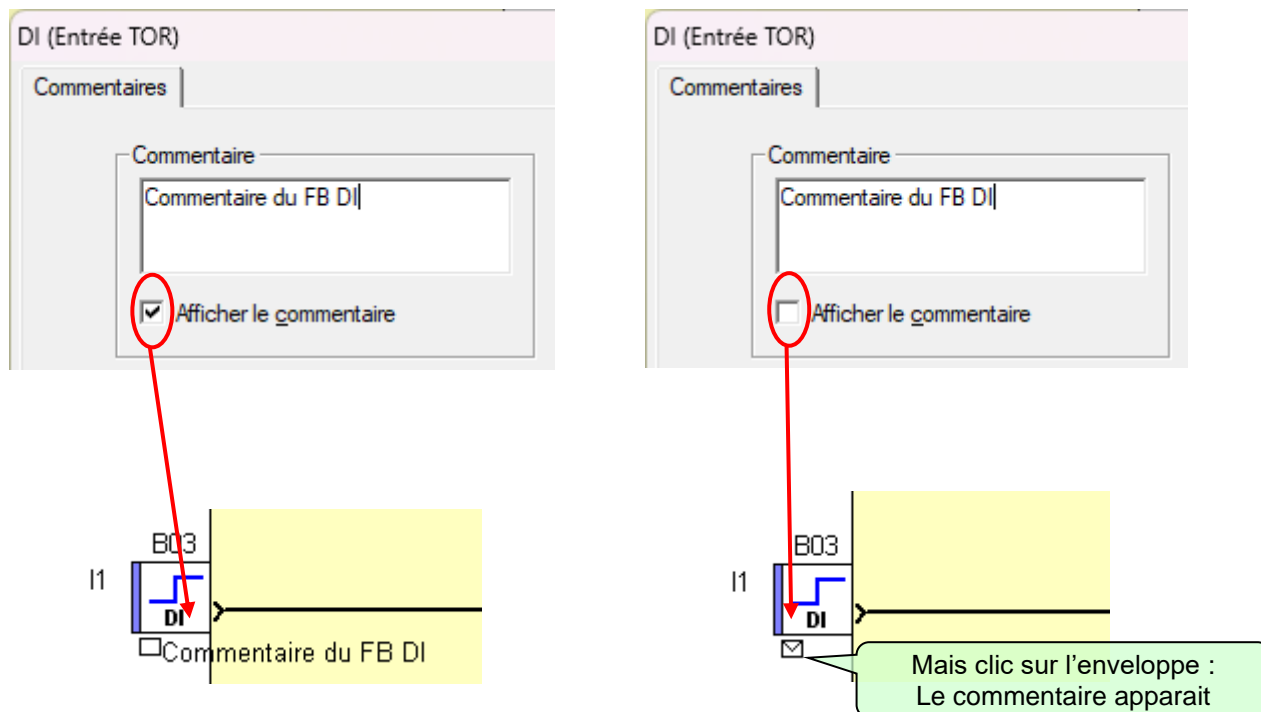 DI (Entrée TOR)
Commentaires
Commentaire
Commentaire du FB DI
Afficher le commentaire
B03
I1
DI
Commentaire du FB DI
DI (Entrée TOR)
Commentaires
Commentaire
Commentaire du FB DI
Afficher le commentaire
B03
I1
DI
Mais clic sur l'enveloppe :
Le commentaire apparait